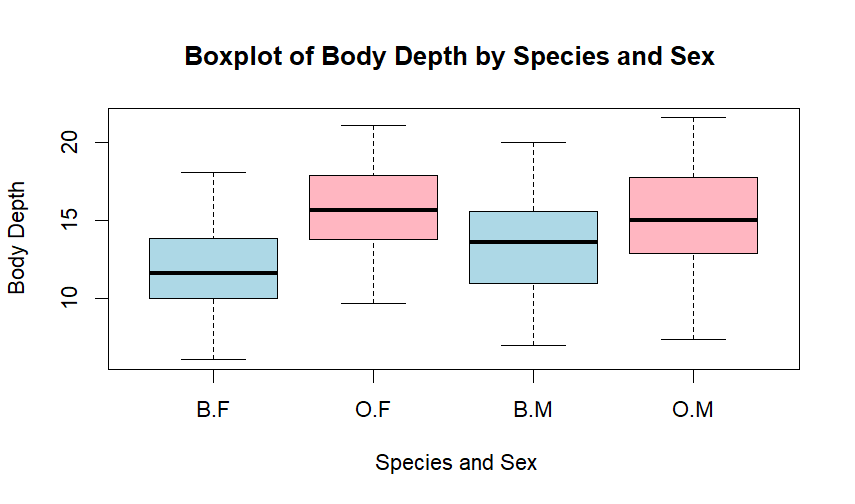 Boxplot of Body Depth by Species and Sex
Body Depth
20
15
10
B.F
O.F
B.M
O.M
Species and Sex